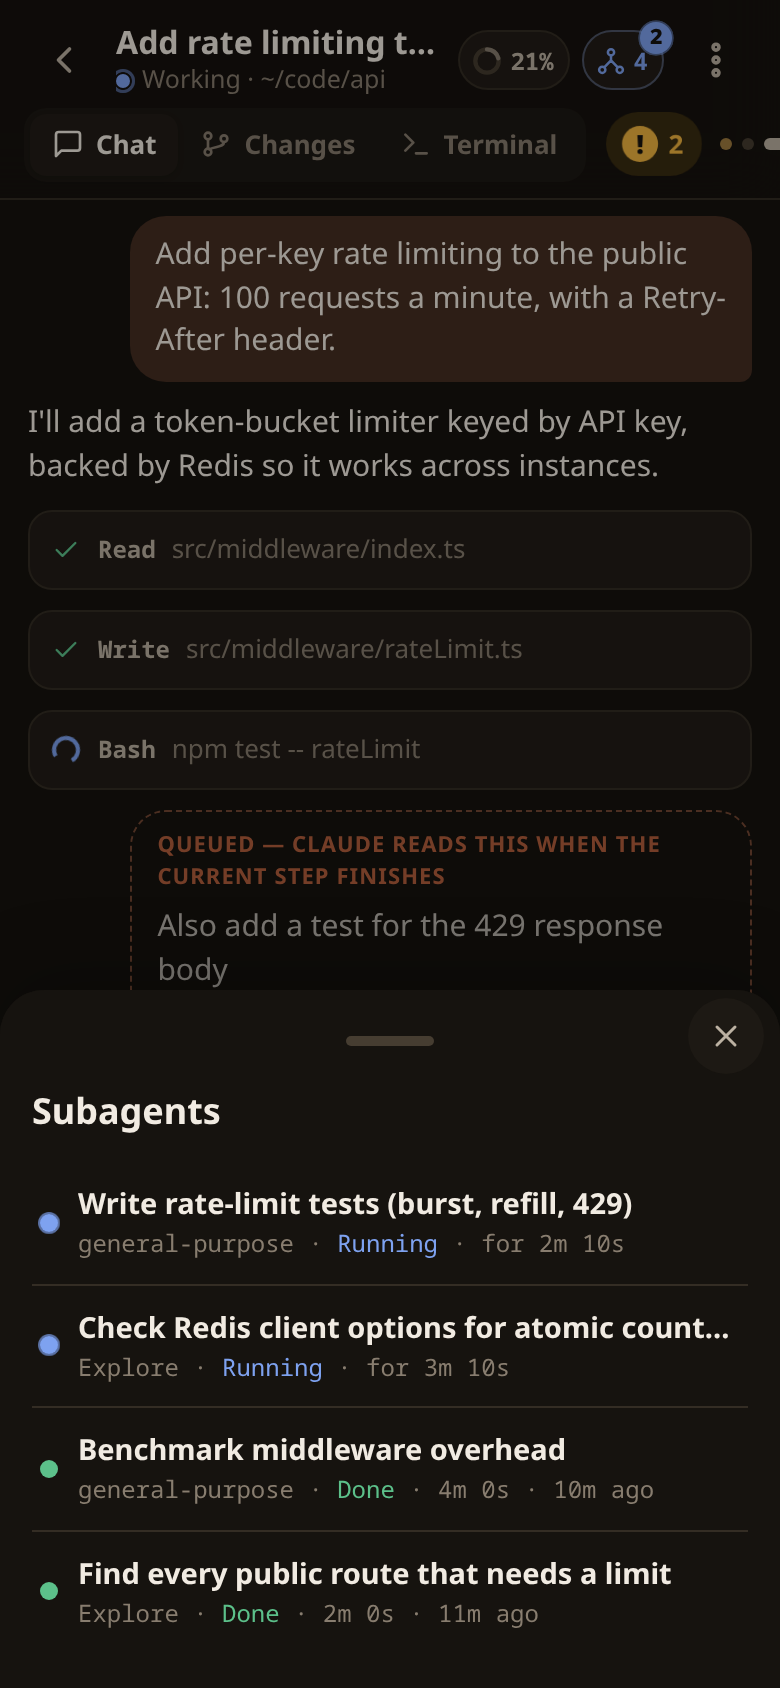 Add rate limiting t...
Working · ~/code/api
21%
4
2
Chat
Changes
Terminal
! 2
Add per-key rate limiting to the public
API: 100 requests a minute, with a Retry-
After header.
I'll add a token-bucket limiter keyed by API key,
backed by Redis so it works across instances.
Read src/middleware/index.ts
Write src/middleware/rateLimit.ts
Bash npm test -- rateLimit
QUEUED — CLAUDE READS THIS WHEN THE
CURRENT STEP FINISHES
Also add a test for the 429 response
body
Subagents
Write rate-limit tests (burst, refill, 429)
general-purpose · Running · for 2m 10s
Check Redis client options for atomic count...
Explore · Running · for 3m 10s
Benchmark middleware overhead
general-purpose · Done · 4m 0s · 10m ago
Find every public route that needs a limit
Explore · Done · 2m 0s · 11m ago